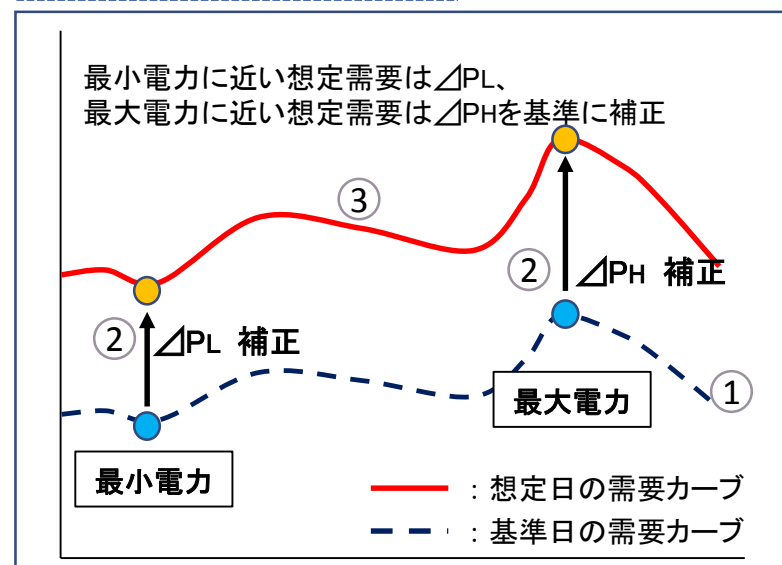 最小電力に近い想定需要は⊿PL、
最大電力に近い想定需要は⊿PHを基準に補正
③
②
⊿PH 補正
②
⊿PL 補正
①
最大電力
最小電力
：想定日の需要カーブ
：基準日の需要カーブ